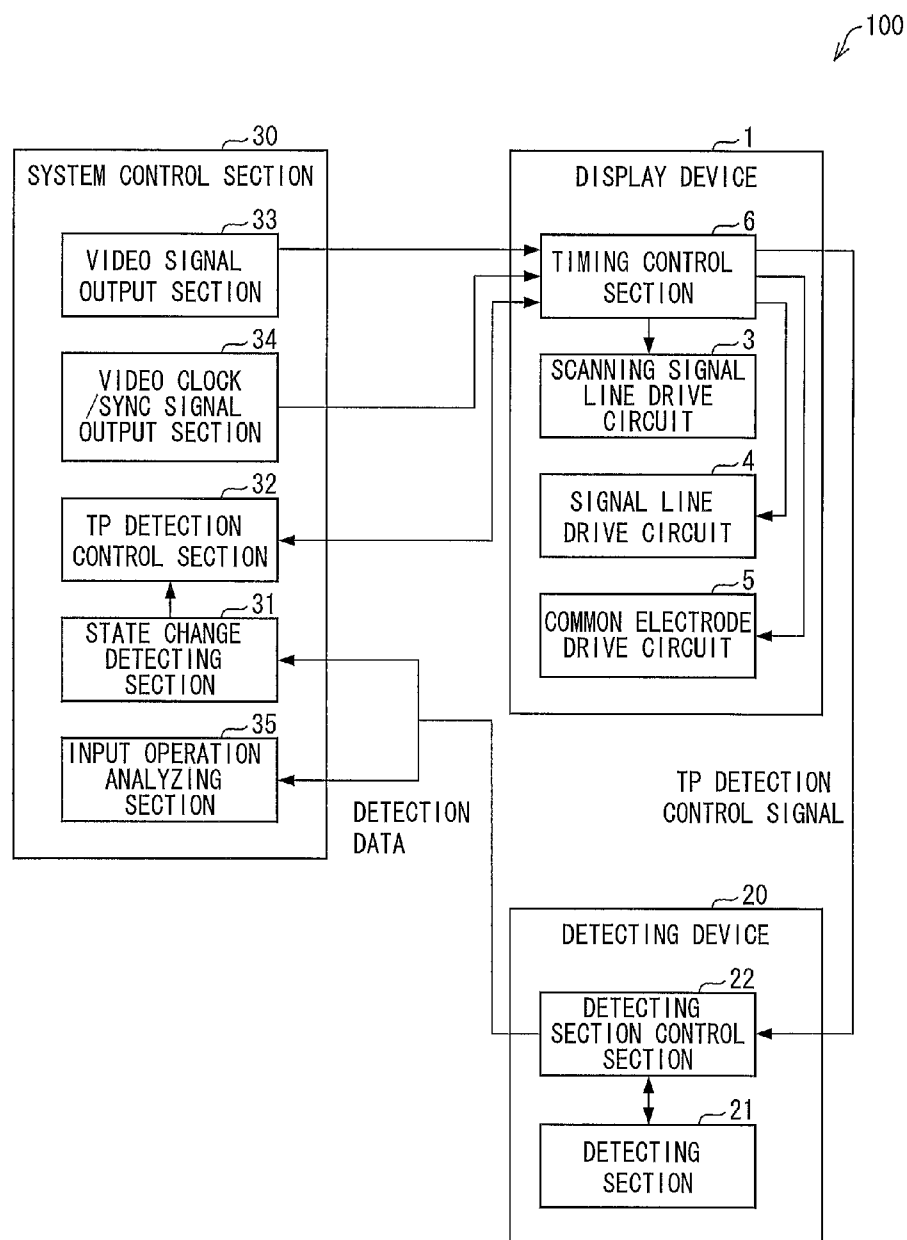 100
30
SYSTEM CONTROL SECTION
33
VIDEO SIGNAL
OUTPUT SECTION
34
VIDEO CLOCK
/SYNC SIGNAL
OUTPUT SECTION
32
TP DETECTION
CONTROL SECTION
31
STATE CHANGE
DETECTING
SECTION
35
INPUT OPERATION
ANALYZING
SECTION
DETECTION
DATA
1
DISPLAY DEVICE
6
TIMING CONTROL
SECTION
3
SCANNING SIGNAL
LINE DRIVE
CIRCUIT
4
SIGNAL LINE
DRIVE CIRCUIT
5
COMMON ELECTRODE
DRIVE CIRCUIT
TP DETECTION
CONTROL SIGNAL
20
DETECTING DEVICE
22
DETECTING
SECTION CONTROL
SECTION
21
DETECTING
SECTION